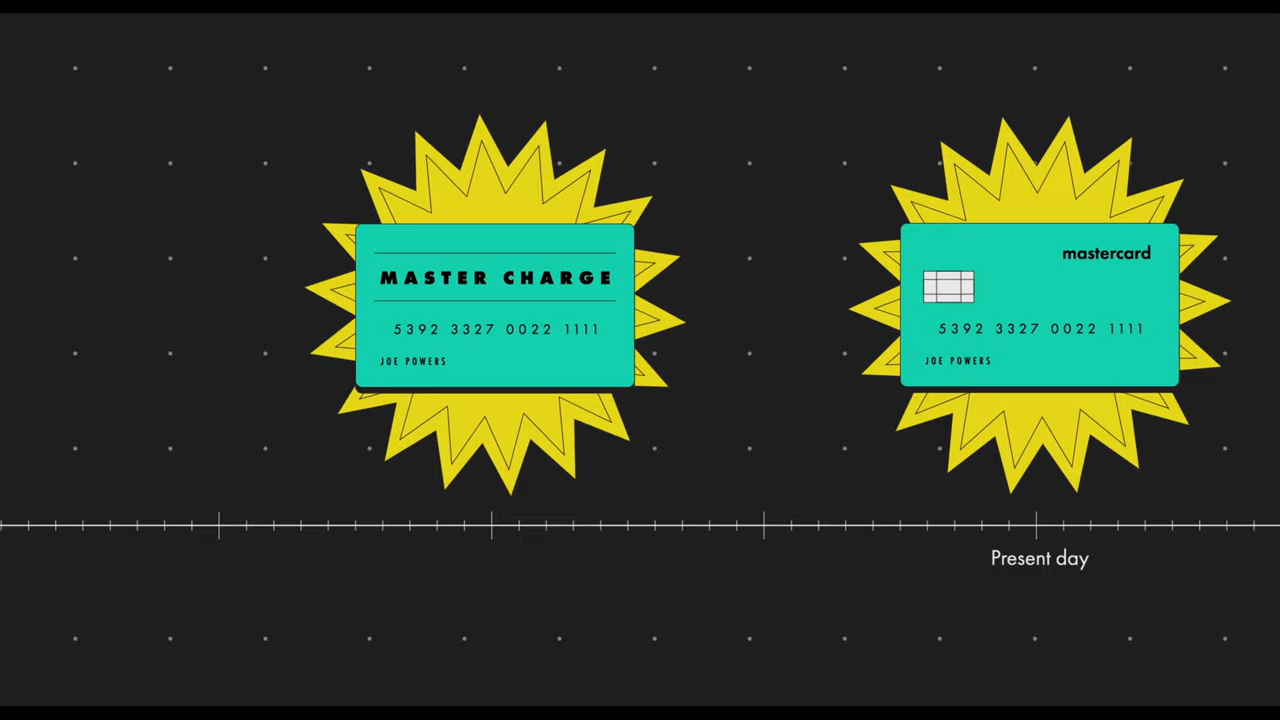 MASTER CHARGE
5392 3327 0022 1111
JOE POWERS
mastercard
5392 3327 0022 1111
JOE POWERS
Present day